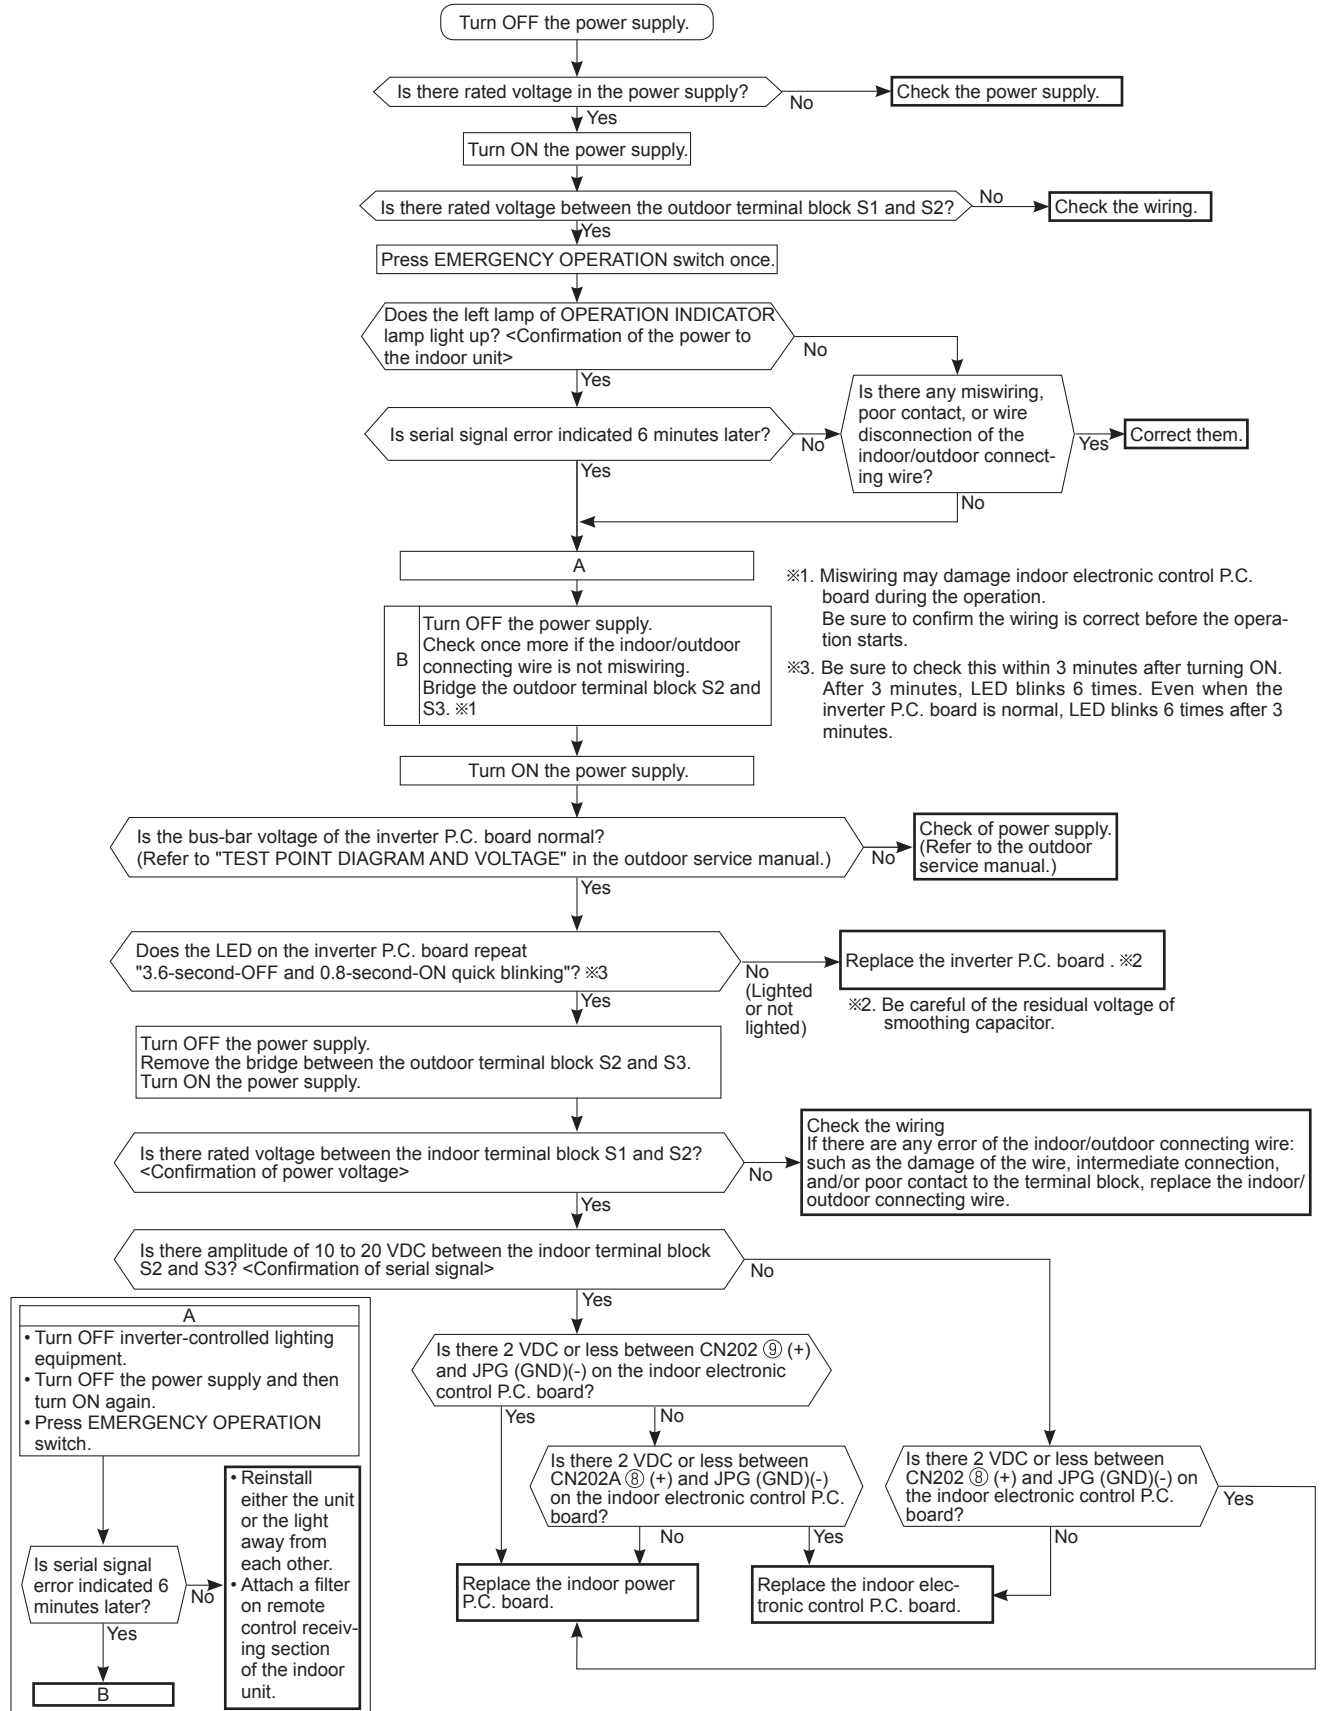 Turn OFF the power supply.
Is there rated voltage in the power supply?
No
Check the power supply.
Yes
Turn ON the power supply.
Is there rated voltage between the outdoor terminal block S1 and S2?
No
Check the wiring.
Yes
Press EMERGENCY OPERATION switch once.
Does the left lamp of OPERATION INDICATOR
lamp light up? <Confirmation of the power to
the indoor unit>
No
Yes
Is there any miswiring,
poor contact, or wire
disconnection of the
indoor/outdoor connect-
ing wire?
Yes
Correct them.
Is serial signal error indicated 6 minutes later?
No
Yes
No
A
※1. Miswiring may damage indoor electronic control P.C.
board during the operation.
Be sure to confirm the wiring is correct before the opera-
tion starts.
※3. Be sure to check this within 3 minutes after turning ON.
After 3 minutes, LED blinks 6 times. Even when the
inverter P.C. board is normal, LED blinks 6 times after 3
minutes.
B
Turn OFF the power supply.
Check once more if the indoor/outdoor
connecting wire is not miswiring.
Bridge the outdoor terminal block S2 and
S3. ※1
Turn ON the power supply.
Is the bus-bar voltage of the inverter P.C. board normal?
(Refer to "TEST POINT DIAGRAM AND VOLTAGE" in the outdoor service manual.)
No
Check of power supply.
(Refer to the outdoor
service manual.)
Yes
Does the LED on the inverter P.C. board repeat
"3.6-second-OFF and 0.8-second-ON quick blinking"? ※3
No
(Lighted
or not
lighted)
Replace the inverter P.C. board . ※2
※2. Be careful of the residual voltage of
smoothing capacitor.
Yes
Turn OFF the power supply.
Remove the bridge between the outdoor terminal block S2 and S3.
Turn ON the power supply.
Is there rated voltage between the indoor terminal block S1 and S2?
<Confirmation of power voltage>
No
Check the wiring
If there are any error of the indoor/outdoor connecting wire:
such as the damage of the wire, intermediate connection,
and/or poor contact to the terminal block, replace the indoor/
outdoor connecting wire.
Yes
Is there amplitude of 10 to 20 VDC between the indoor terminal block
S2 and S3? <Confirmation of serial signal>
No
Yes
Is there 2 VDC or less between CN202 ⑨ (+)
and JPG (GND)(-) on the indoor electronic
control P.C. board?
Yes
No
Is there 2 VDC or less between
CN202A ⑧ (+) and JPG (GND)(-)
on the indoor electronic control P.C.
board?
No
Yes
Is there 2 VDC or less between
CN202 ⑧ (+) and JPG (GND)(-) on
the indoor electronic control P.C.
board?
Yes
No
Replace the indoor power
P.C. board.
Replace the indoor elec-
tronic control P.C. board.
A
• Turn OFF inverter-controlled lighting
equipment.
• Turn OFF the power supply and then
turn ON again.
• Press EMERGENCY OPERATION
switch.
Is serial signal
error indicated 6
minutes later?
No
Yes
B
• Reinstall
either the unit
or the light
away from
each other.
• Attach a filter
on remote
control receiv-
ing section
of the indoor
unit.